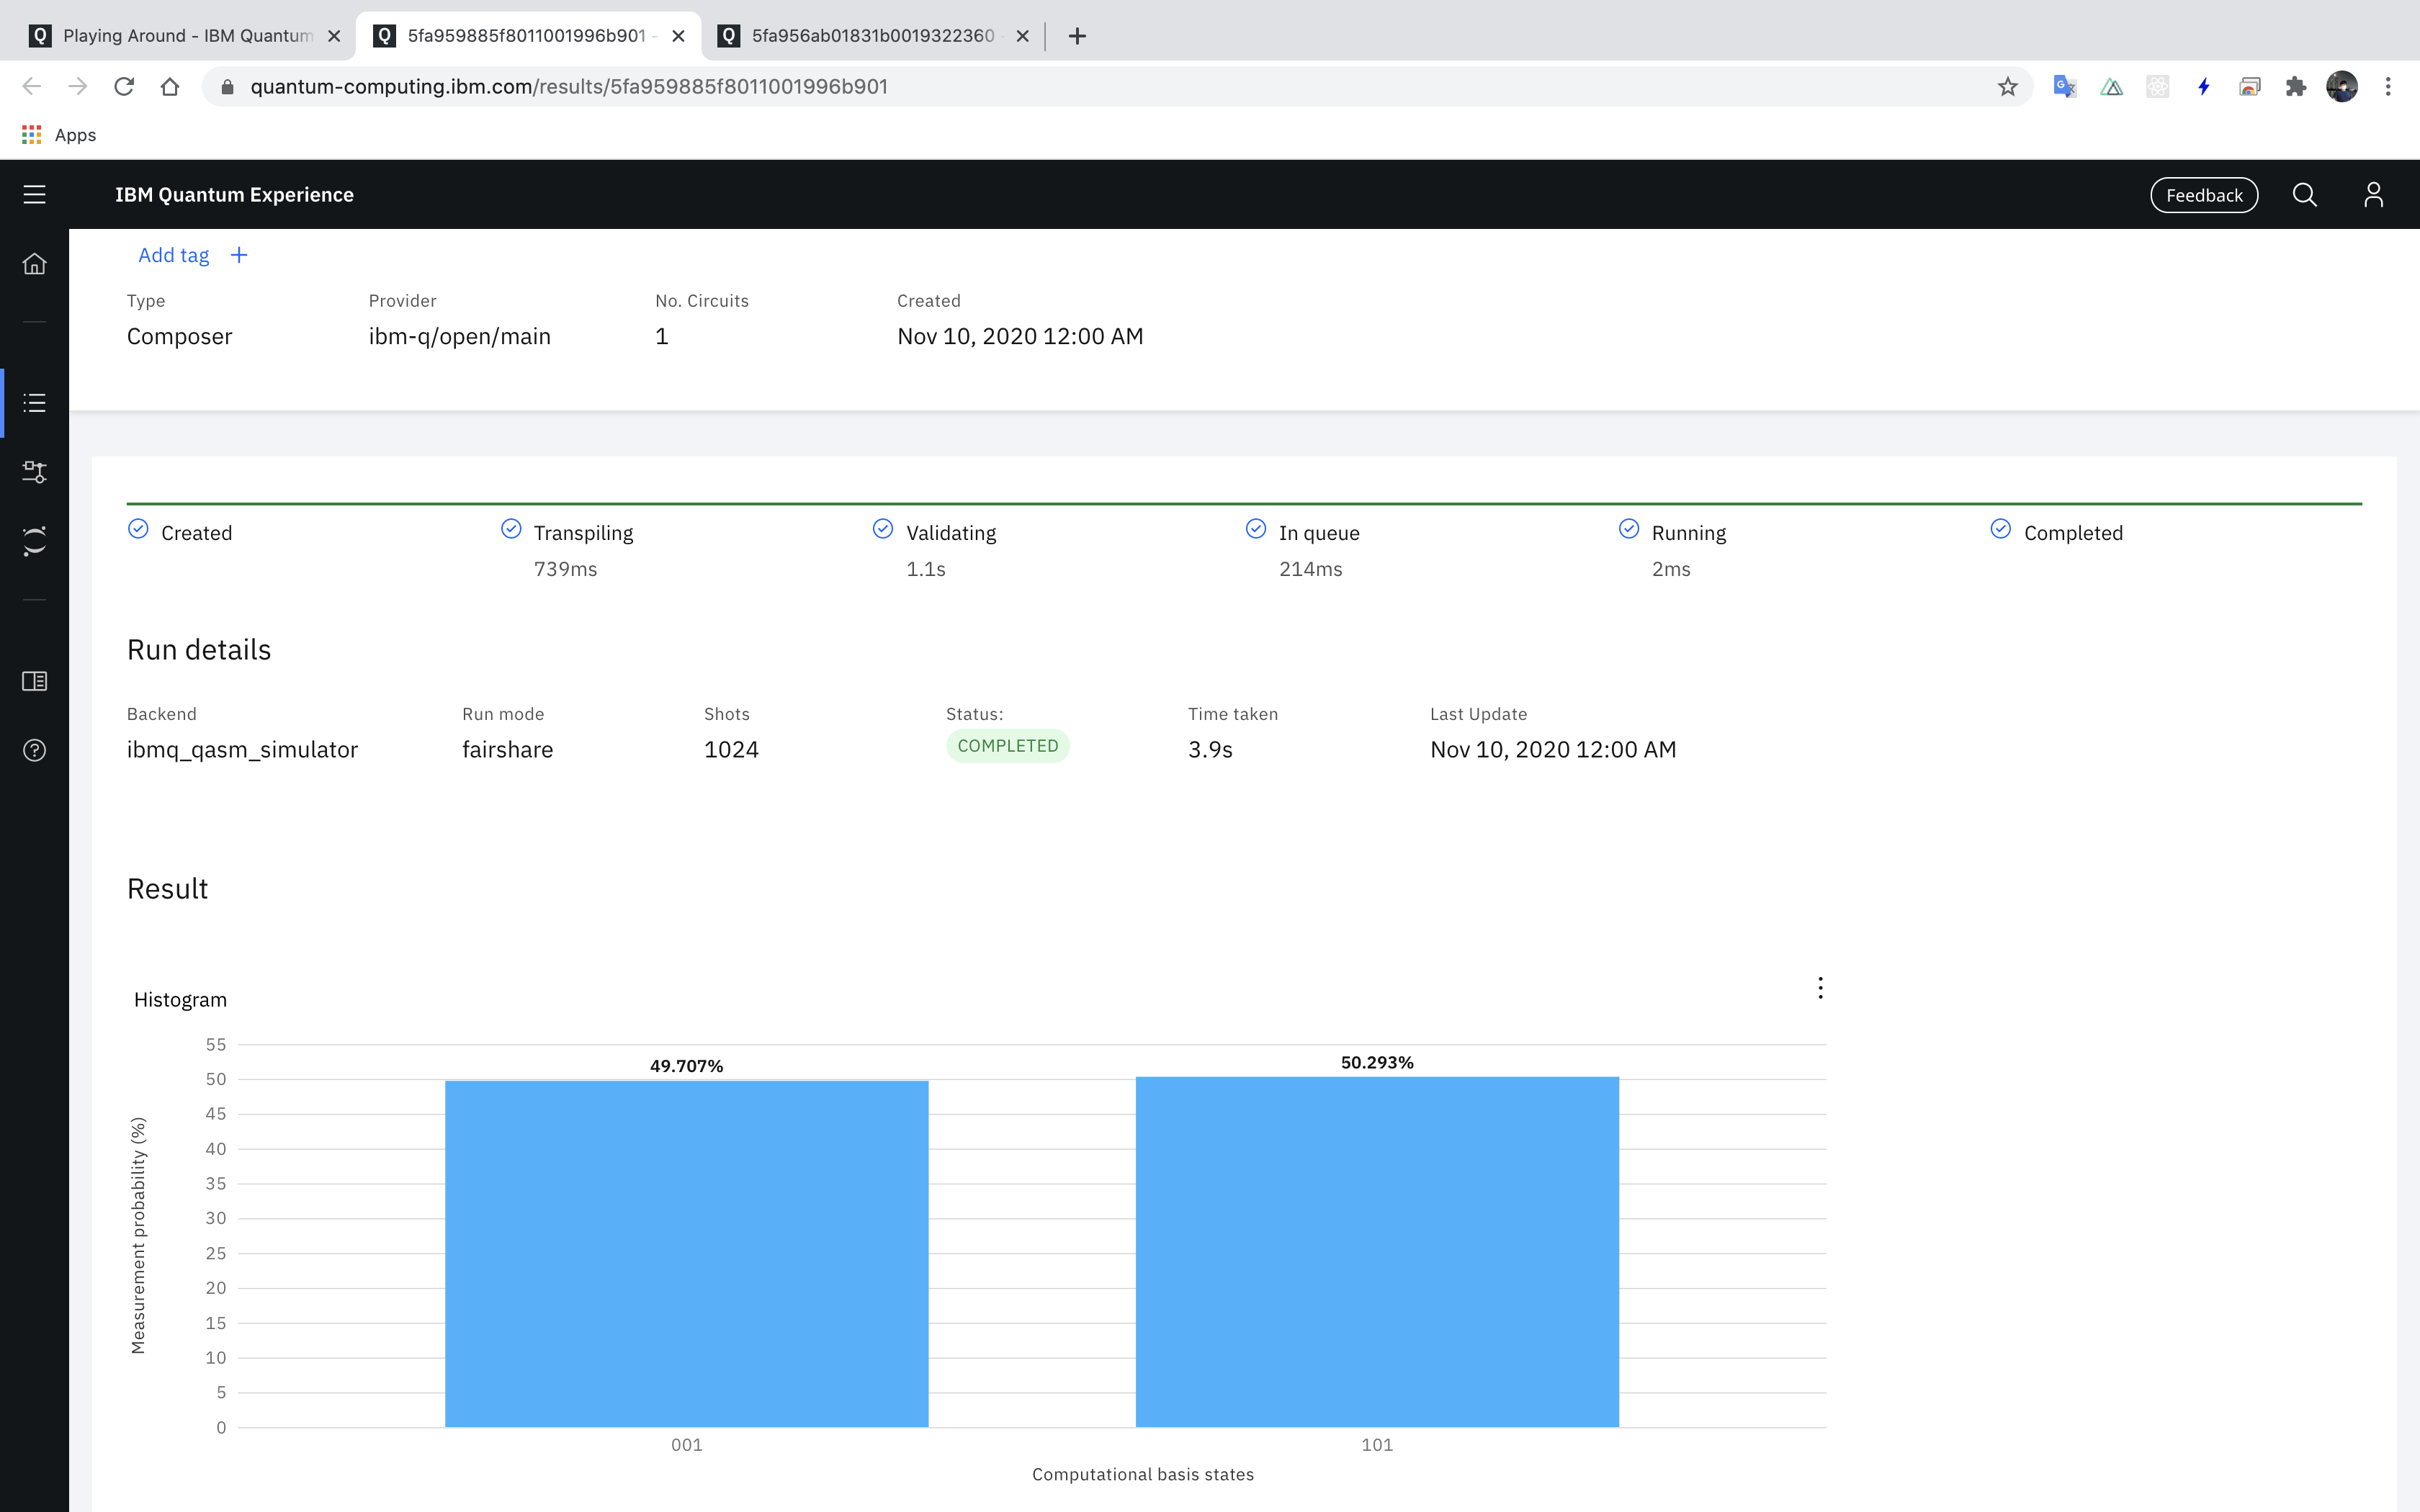 Q Playing Around - IBM Quantum
Q 5fa959885f8011001996b901 -
Q 5fa956ab01831b0019322360
quantum-computing.ibm.com/results/5fa959885f8011001996b901
Apps
IBM Quantum Experience
Feedback
Add tag +
Type Provider No. Circuits Created
Composer ibm-q/open/main 1 Nov 10, 2020 12:00 AM
Created Transpiling Validating In queue Running Completed
739ms 1.1s 214ms 2ms
Run details
Backend Run mode Shots Status: Time taken Last Update
ibmq_qasm_simulator fairshare 1024 COMPLETED 3.9s Nov 10, 2020 12:00 AM
Result
Histogram
55
50
45
40
35
30
25
20
15
10
5
0
Measurement probability (%)
49.707% 50.293%
001 101
Computational basis states